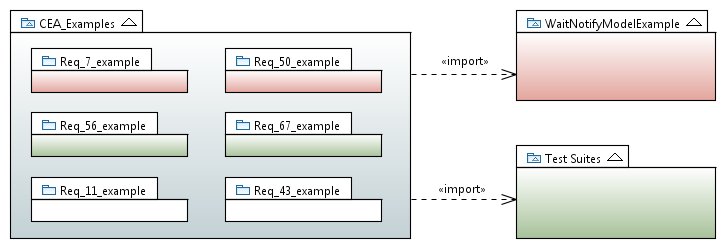 CEA_Examples
WaitNotifyModelExample
Req_7_example
Req_50_example
«import»
Req_56_example
Req_67_example
Test Suites
Req_11_example
Req_43_example
«import»